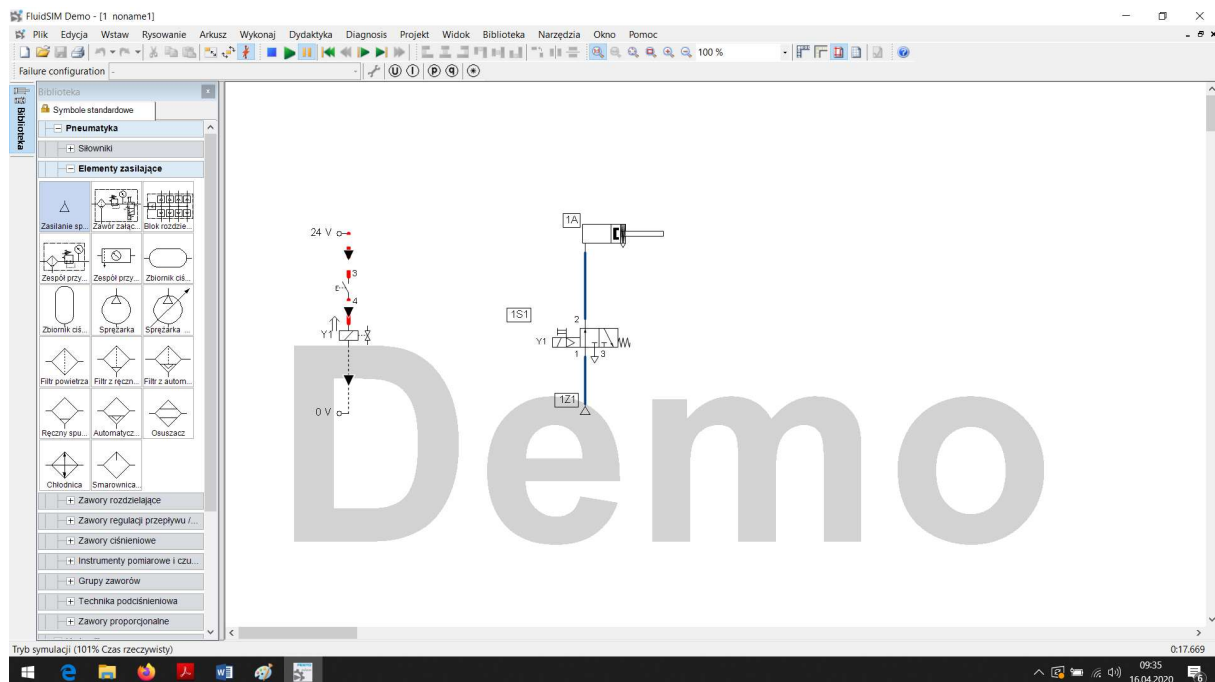 FluidSIM Demo - [1 noname1]
Plik Edycja Wstaw Rysowanie Arkusz Wykonaj Dydaktyka Diagnosis Projekt Widok Biblioteka Narzędzia Okno Pomoc
100 %
Failure configuration -
U I P q *
Biblioteka
Biblioteka
Symbole standardowe
Pneumatyka
Siłowniki
Elementy zasilające
Zasilanie sp... Zawór załąc... Blok rozdzie...
Zespół przy... Zespół przy... Zbiornik ciś...
Zbiornik ciś... Sprężarka Sprężarka ...
Filtr powietrza Filtr z ręczn... Filtr z autom...
Ręczny spu... Automatycz... Osuszacz
Chłodnica Smarownica...
Zawory rozdzielające
Zawory regulacji przepływu /...
Zawory ciśnieniowe
Instrumenty pomiarowe i czu...
Grupy zaworów
Technika podciśnieniowa
Zawory proporcjonalne
24 V
3
4
Y1
0 V
1A
1S1
2
Y1
1 3
1Z1
Demo
Tryb symulacji (101% Czas rzeczywisty)
0:17.669
09:35
16.04.2020
6